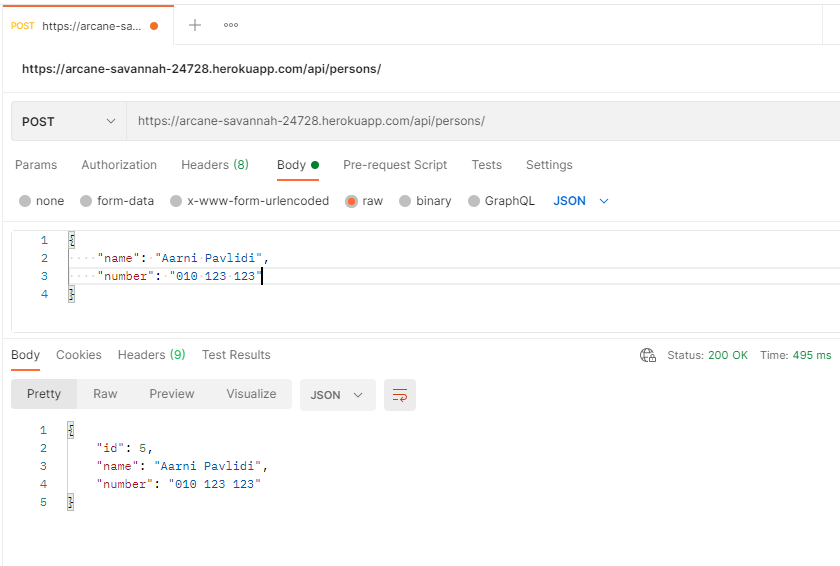 POST https://arcane-sa...
https://arcane-savannah-24728.herokuapp.com/api/persons/
POST https://arcane-savannah-24728.herokuapp.com/api/persons/
Params Authorization Headers (8) Body Pre-request Script Tests Settings
none form-data x-www-form-urlencoded raw binary GraphQL JSON
1 {
2 "name": "Aarni Pavlidi",
3 "number": "010 123 123"
4 }
Body Cookies Headers (9) Test Results Status: 200 OK Time: 495 ms
Pretty Raw Preview Visualize JSON
1 {
2 "id": 5,
3 "name": "Aarni Pavlidi",
4 "number": "010 123 123"
5 }